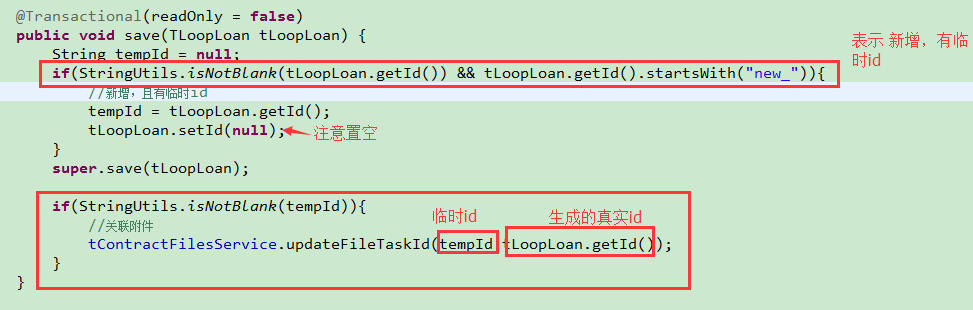 @Transactional(readOnly = false)
public void save(TLoopLoan tLoopLoan) {
String tempId = null;
表示 新增，有临
时id
if(StringUtils.isNotBlank(tLoopLoan.getId()) && tLoopLoan.getId().startsWith("new_")){
//新增，且有临时id
tempId = tLoopLoan.getId();
tLoopLoan.setId(null);
注意置空
}
super.save(tLoopLoan);
if(StringUtils.isNotBlank(tempId)){
//关联附件
临时id
生成的真实id
tContractFilesService.updateFileTaskId(tempId tLoopLoan.getId());
}
}